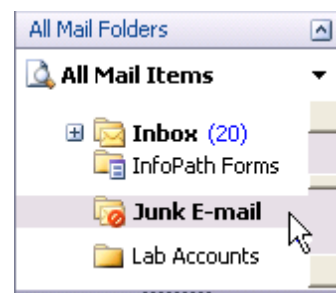 All Mail Folders
All Mail Items
Inbox (20)
InfoPath Forms
Junk E-mail
Lab Accounts